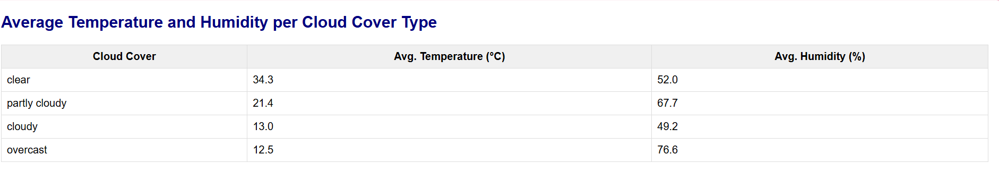 Average Temperature and Humidity per Cloud Cover Type
Cloud Cover Avg. Temperature (°C) Avg. Humidity (%)
clear 34.3 52.0
partly cloudy 21.4 67.7
cloudy 13.0 49.2
overcast 12.5 76.6